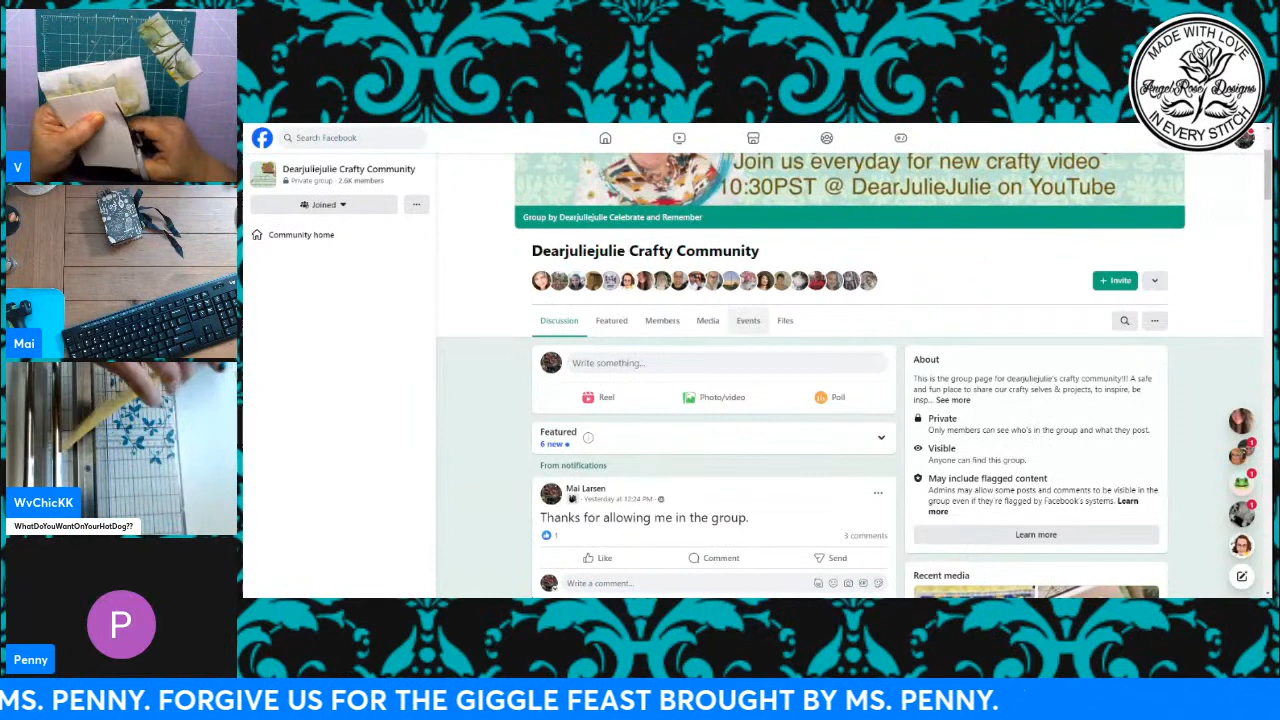 V
Mai
WvChicKK
WhatDoYouWantOnYourHotDog??
P
Penny
MADE WITH LOVE
AngelRose Designs
IN EVERY STITCH
Search Facebook
Dearjuliejulie Crafty Community
Private group · 2.6K members
Joined
Community home
Join us everyday for new crafty video
10:30PST @ DearJulieJulie on YouTube
Group by Dearjuliejulie Celebrate and Remember
Dearjuliejulie Crafty Community
+ Invite
Discussion
Featured
Members
Media
Events
Files
Write something...
Reel
Photo/video
Poll
Featured
6 new
From notifications
Mai Larsen
Yesterday at 12:24 PM
Thanks for allowing me in the group.
1
3 comments
Like
Comment
Send
Write a comment...
About
This is the group page for dearjuliejulie's crafty community!!! A safe
and fun place to share our crafty selves & projects, to inspire, be
insp... See more
Private
Only members can see who's in the group and what they post.
Visible
Anyone can find this group.
May include flagged content
Admins may allow some posts and comments to be visible in the
group even if they're flagged by Facebook's systems. Learn
more
Learn more
Recent media
1
1
1
MS. PENNY. FORGIVE US FOR THE GIGGLE FEAST BROUGHT BY MS. PENNY.